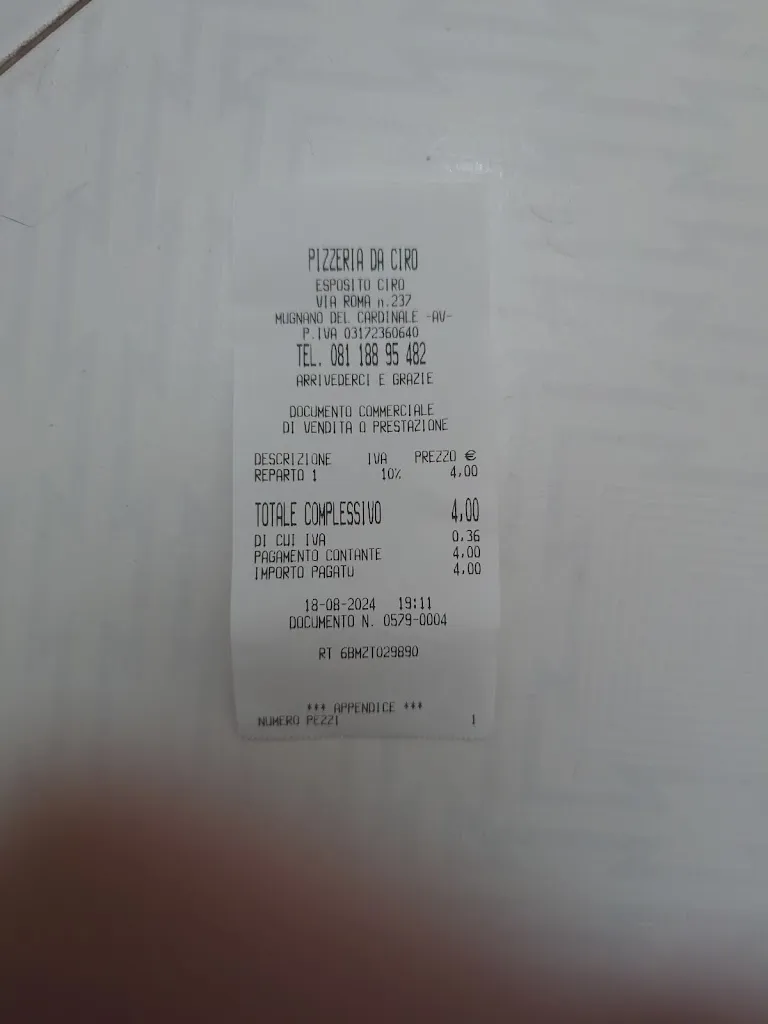 PIZZERIA DA CIRO
ESPOSITO CIRO
VIA ROMA n.237
MUGNANO DEL CARDINALE -AV-
P.IVA 03172360640
TEL. 081 188 95 482
ARRIVEDERCI E GRAZIE
DOCUMENTO COMMERCIALE
DI VENDITA O PRESTAZIONE
DESCRIZIONE IVA PREZZO €
REPARTO 1 10% 4,00
TOTALE COMPLESSIVO 4,00
DI CUI IVA 0,36
PAGAMENTO CONTANTE 4,00
IMPORTO PAGATO 4,00
18-08-2024 19:11
DOCUMENTO N. 0579-0004
RT 6BMZT029890
*** APPENDICE ***
NUMERO PEZZI 1